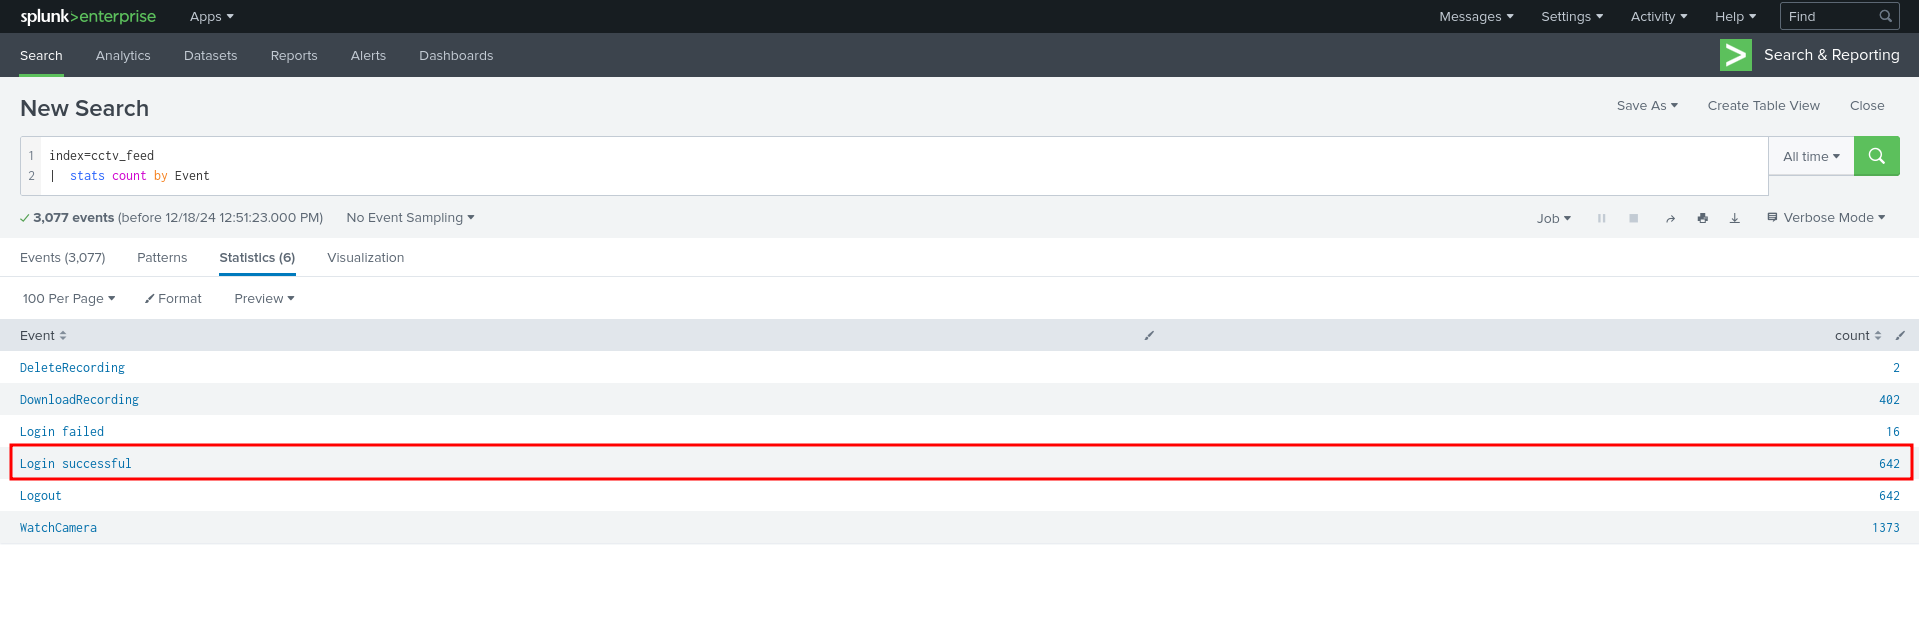 splunk>enterprise Apps Messages Settings Activity Help Find
Search Analytics Datasets Reports Alerts Dashboards Search & Reporting
New Search Save As Create Table View Close
1 index=cctv_feed
2 | stats count by Event
All time
3,077 events (before 12/18/24 12:51:23.000 PM) No Event Sampling Job Verbose Mode
Events (3,077) Patterns Statistics (6) Visualization
100 Per Page Format Preview
Event count
DeleteRecording 2
DownloadRecording 402
Login failed 16
Login successful 642
Logout 642
WatchCamera 1373